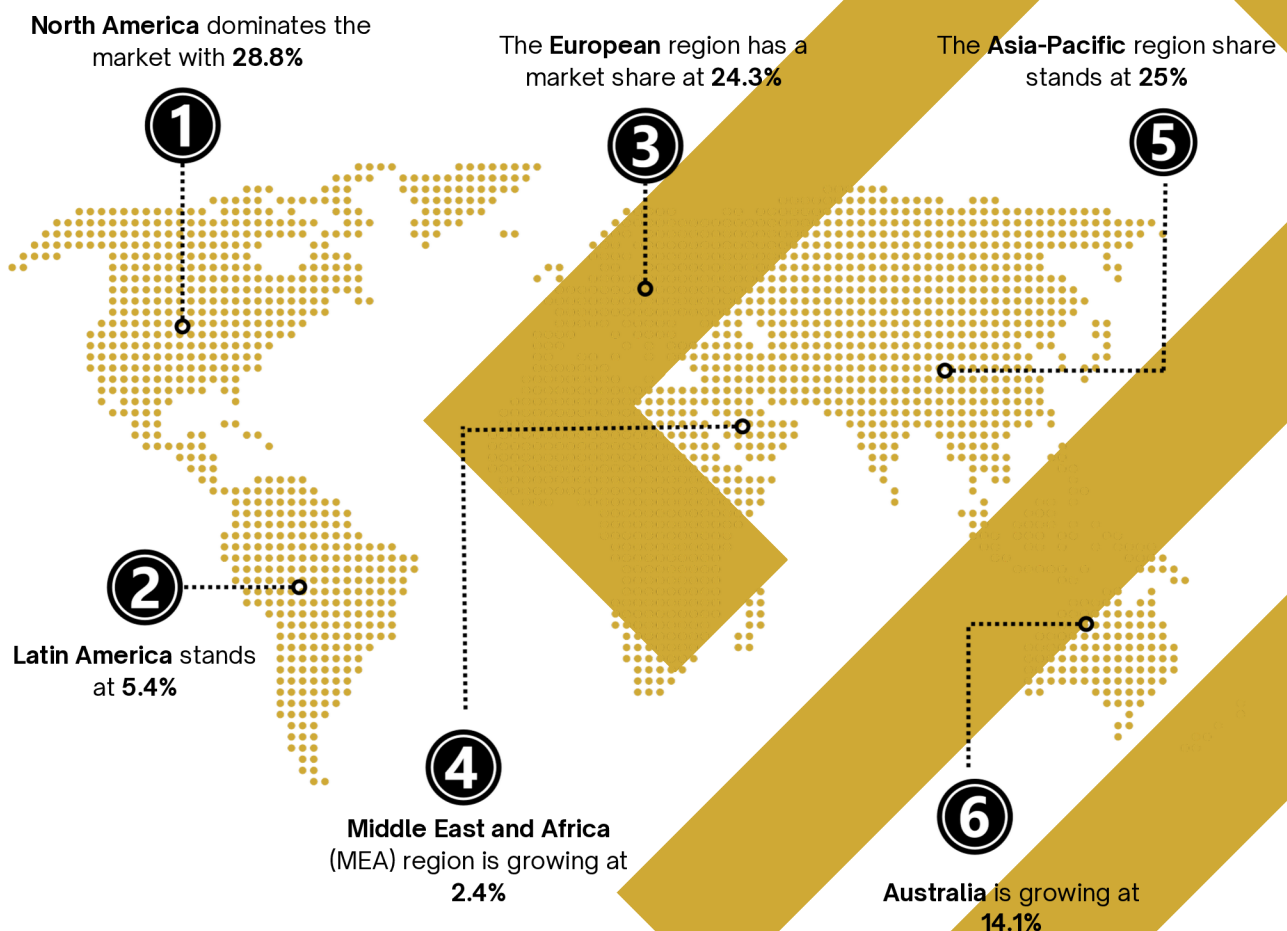 North America dominates the
market with 28.8%
1
The European region has a
market share at 24.3%
3
The Asia-Pacific region share
stands at 25%
5
2
Latin America stands
at 5.4%
4
Middle East and Africa
(MEA) region is growing at
2.4%
6
Australia is growing at
14.1%